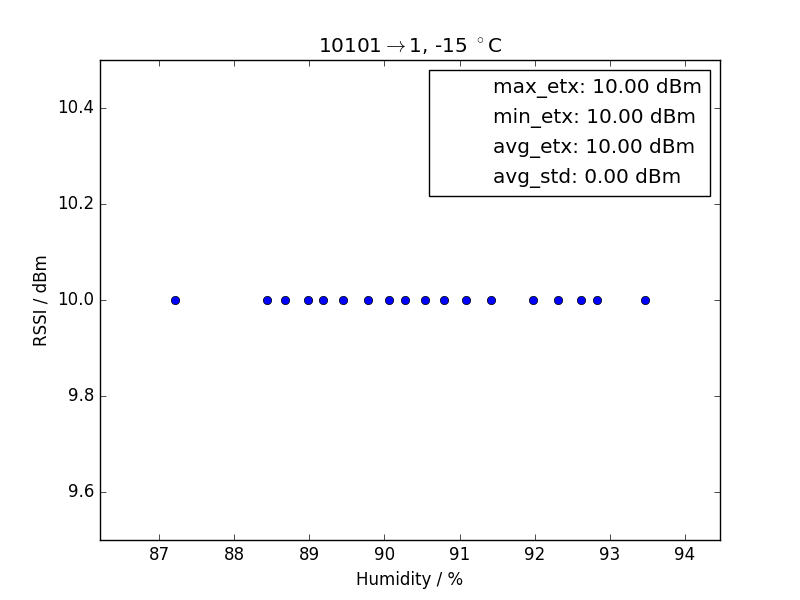 10101→1, -15 °C
max_etx: 10.00 dBm
min_etx: 10.00 dBm
avg_etx: 10.00 dBm
avg_std: 0.00 dBm
10.4
10.2
10.0
9.8
9.6
RSSI / dBm
87 88 89 90 91 92 93 94
Humidity / %